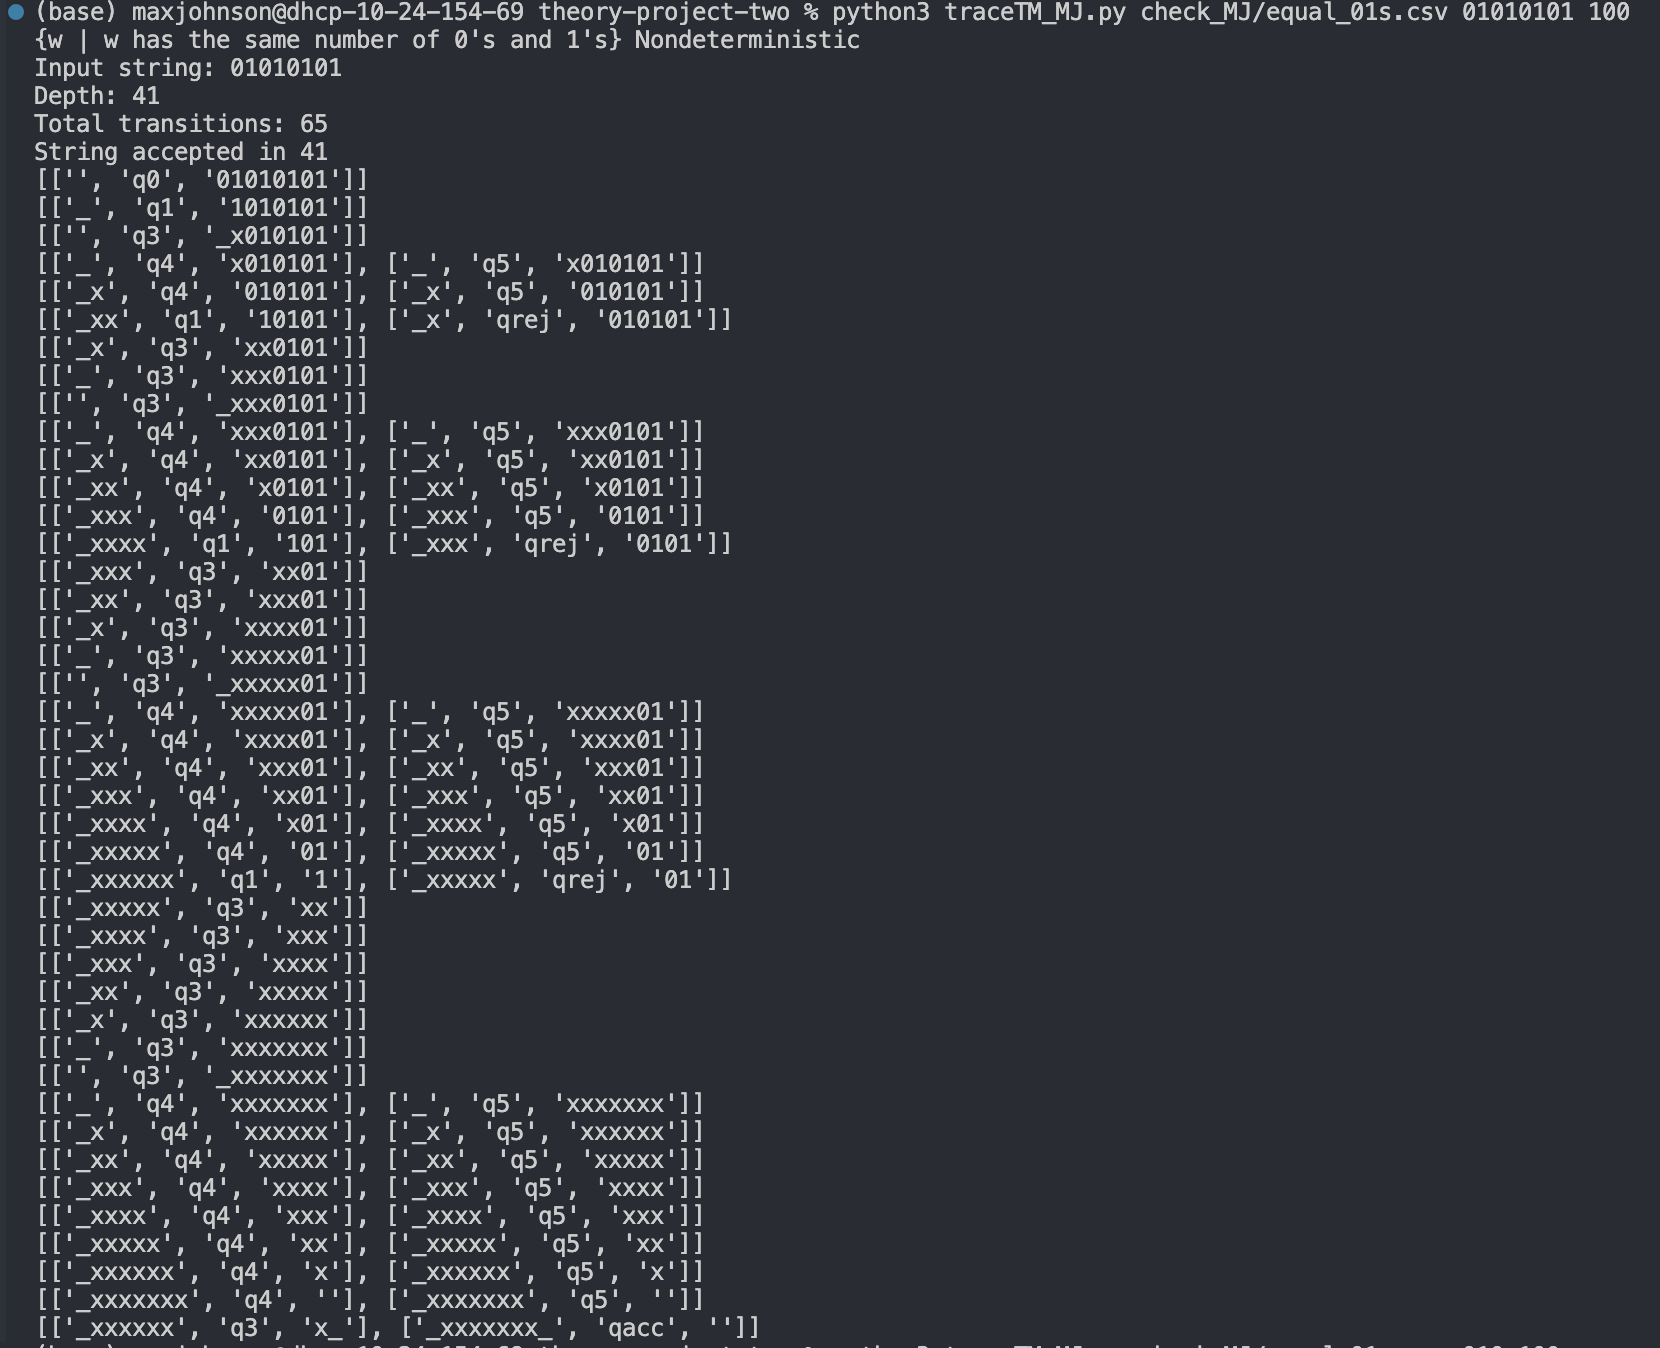 (base) maxjohnson@dhcp-10-24-154-69 theory-project-two % python3 traceTM_MJ.py check_MJ/equal_01s.csv 01010101 100
{w | w has the same number of 0's and 1's} Nondeterministic
Input string: 01010101
Depth: 41
Total transitions: 65
String accepted in 41
[['', 'q0', '01010101']]
[['_', 'q1', '1010101']]
[['', 'q3', '_x010101']]
[['_', 'q4', 'x010101'], ['_', 'q5', 'x010101']]
[['_x', 'q4', '010101'], ['_x', 'q5', '010101']]
[['_xx', 'q1', '10101'], ['_x', 'qrej', '010101']]
[['_x', 'q3', 'xx0101']]
[['_', 'q3', 'xxx0101']]
[['', 'q3', '_xxx0101']]
[['_', 'q4', 'xxx0101'], ['_', 'q5', 'xxx0101']]
[['_x', 'q4', 'xx0101'], ['_x', 'q5', 'xx0101']]
[['_xx', 'q4', 'x0101'], ['_xx', 'q5', 'x0101']]
[['_xxx', 'q4', '0101'], ['_xxx', 'q5', '0101']]
[['_xxxx', 'q1', '101'], ['_xxx', 'qrej', '0101']]
[['_xxx', 'q3', 'xx01']]
[['_xx', 'q3', 'xxx01']]
[['_x', 'q3', 'xxxx01']]
[['_', 'q3', 'xxxxx01']]
[['', 'q3', '_xxxxx01']]
[['_', 'q4', 'xxxxx01'], ['_', 'q5', 'xxxxx01']]
[['_x', 'q4', 'xxxx01'], ['_x', 'q5', 'xxxx01']]
[['_xx', 'q4', 'xxx01'], ['_xx', 'q5', 'xxx01']]
[['_xxx', 'q4', 'xx01'], ['_xxx', 'q5', 'xx01']]
[['_xxxx', 'q4', 'x01'], ['_xxxx', 'q5', 'x01']]
[['_xxxxx', 'q4', '01'], ['_xxxxx', 'q5', '01']]
[['_xxxxxx', 'q1', '1'], ['_xxxxx', 'qrej', '01']]
[['_xxxxx', 'q3', 'xx']]
[['_xxxx', 'q3', 'xxx']]
[['_xxx', 'q3', 'xxxx']]
[['_xx', 'q3', 'xxxxx']]
[['_x', 'q3', 'xxxxxx']]
[['_', 'q3', 'xxxxxxx']]
[['', 'q3', '_xxxxxxx']]
[['_', 'q4', 'xxxxxxx'], ['_', 'q5', 'xxxxxxx']]
[['_x', 'q4', 'xxxxxx'], ['_x', 'q5', 'xxxxxx']]
[['_xx', 'q4', 'xxxxx'], ['_xx', 'q5', 'xxxxx']]
[['_xxx', 'q4', 'xxxx'], ['_xxx', 'q5', 'xxxx']]
[['_xxxx', 'q4', 'xxx'], ['_xxxx', 'q5', 'xxx']]
[['_xxxxx', 'q4', 'xx'], ['_xxxxx', 'q5', 'xx']]
[['_xxxxxx', 'q4', 'x'], ['_xxxxxx', 'q5', 'x']]
[['_xxxxxxx', 'q4', ''], ['_xxxxxxx', 'q5', '']]
[['_xxxxxx', 'q3', 'x_'], ['_xxxxxxx_', 'qacc', '']]